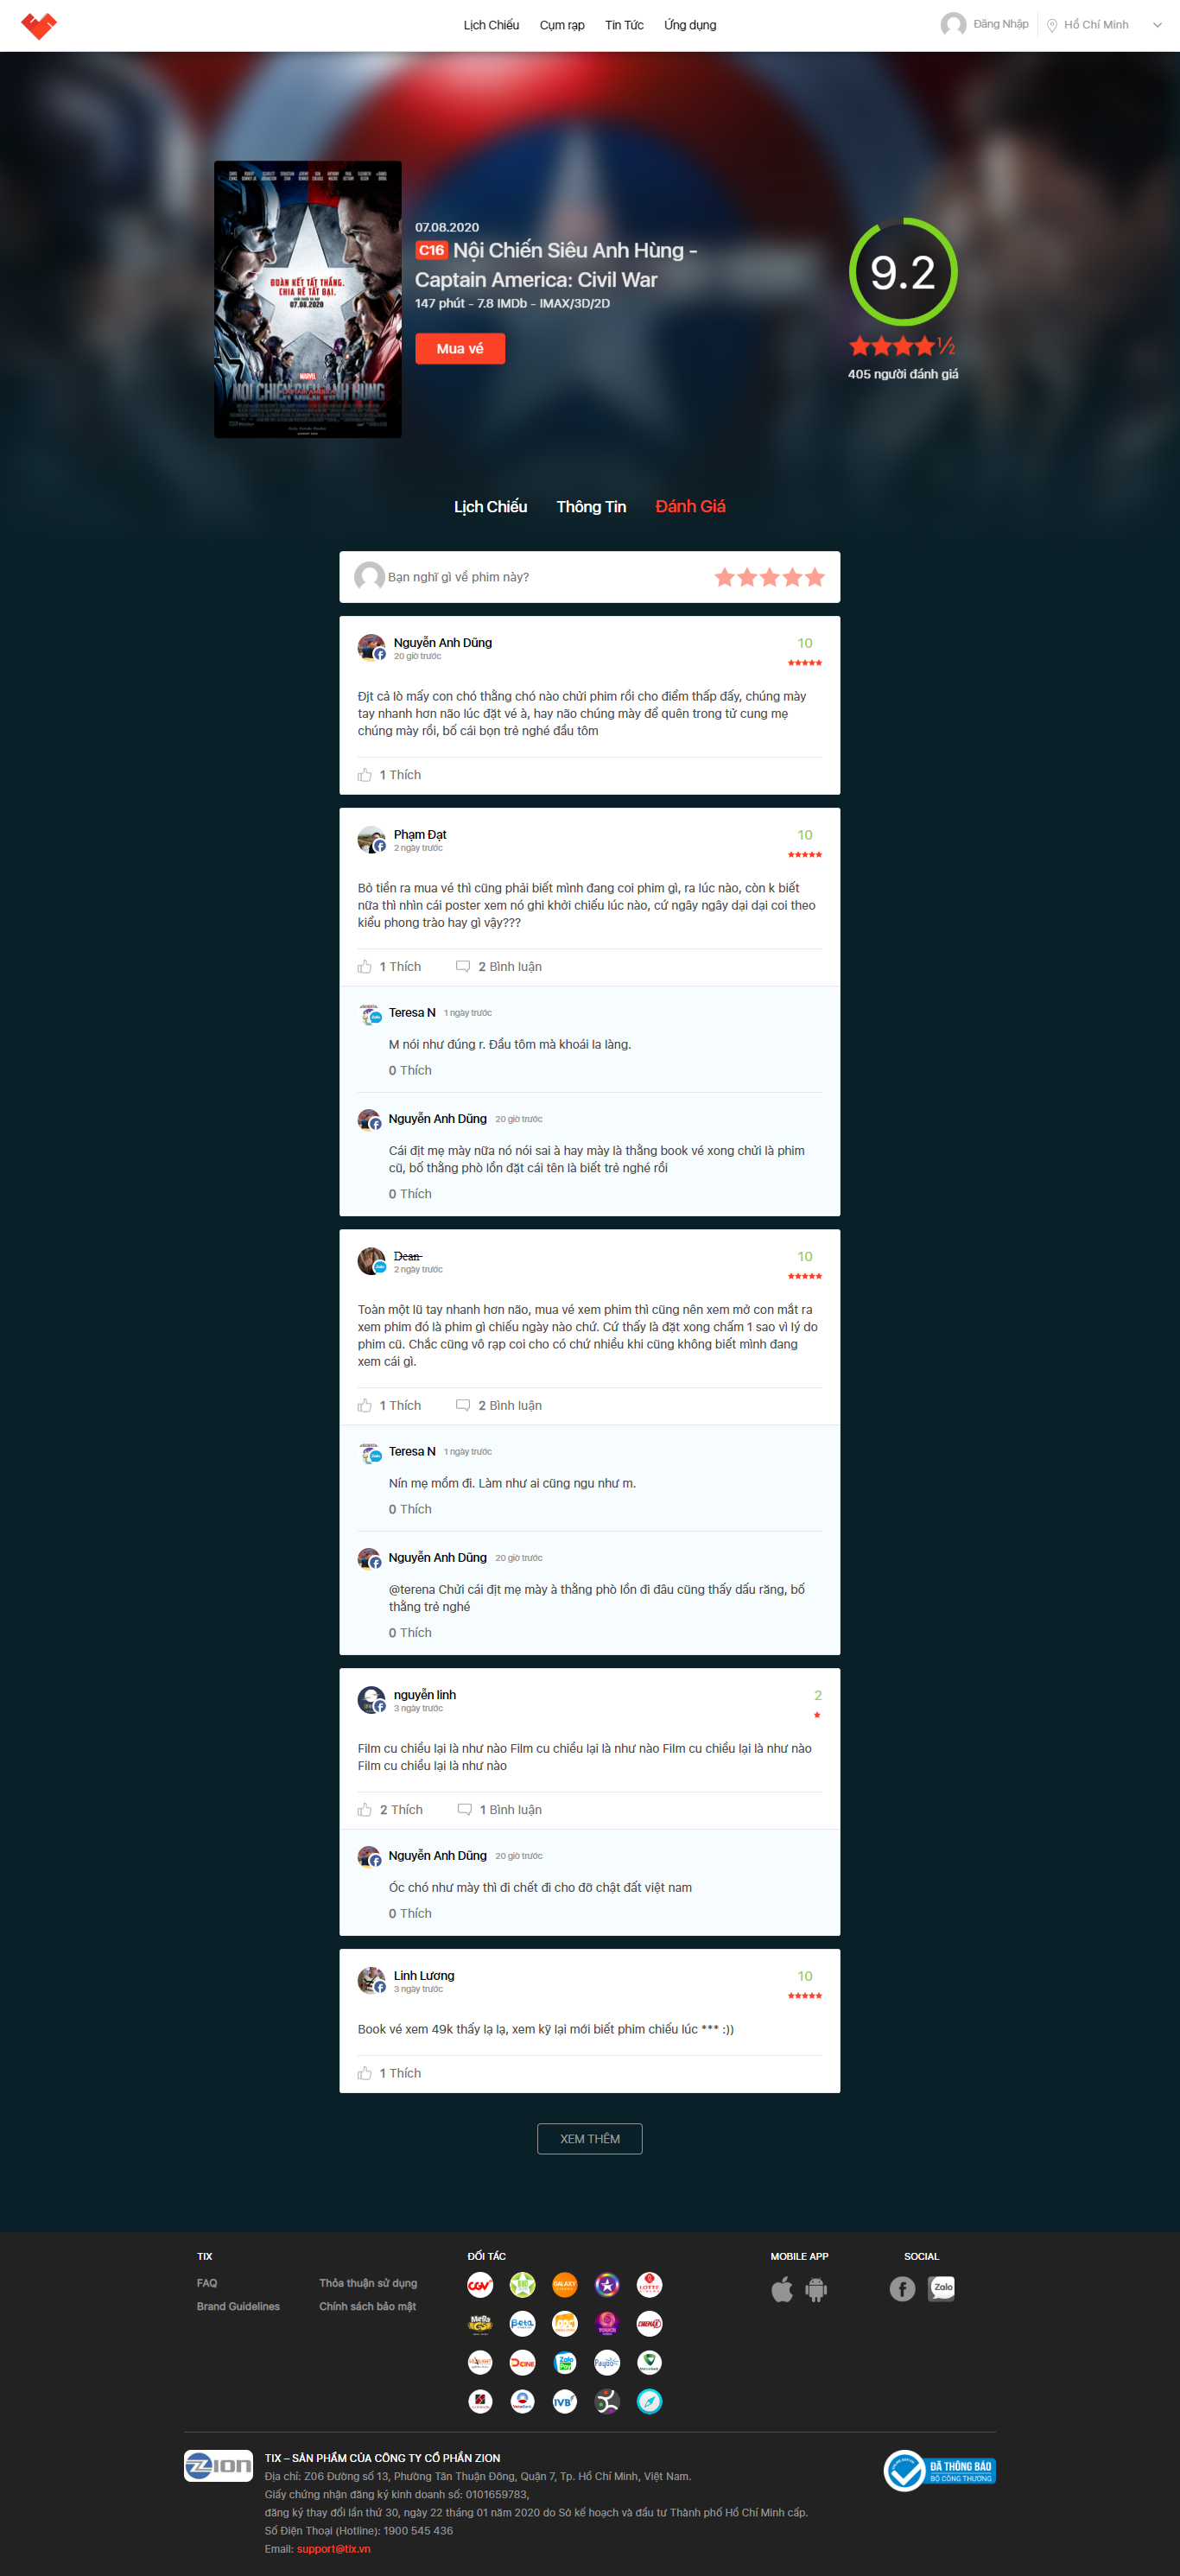 Lịch Chiếu Cụm rạp Tin Tức Ứng dụng
Đăng Nhập
Hồ Chí Minh
ĐOÀN KẾT TẤT THẮNG.
CHIA RẼ TẤT BẠI.
07.08.2020
MARVEL
NỘI CHIẾN SIÊU ANH HÙNG
07.08.2020
C16 Nội Chiến Siêu Anh Hùng -
Captain America: Civil War
147 phút - 7.8 IMDb - IMAX/3D/2D
Mua vé
9.2
½
405 người đánh giá
Lịch Chiếu Thông Tin Đánh Giá
Bạn nghĩ gì về phim này?
Nguyễn Anh Dũng
20 giờ trước
10
Địt cả lò mấy con chó thằng chó nào chửi phim rồi cho điểm thấp đấy, chúng mày
tay nhanh hơn não lúc đặt vé à, hay não chúng mày để quên trong tử cung mẹ
chúng mày rồi, bố cái bọn trẻ nghé đầu tôm
1 Thích
Phạm Đạt
2 ngày trước
10
Bỏ tiền ra mua vé thì cũng phải biết mình đang coi phim gì, ra lúc nào, còn k biết
nữa thì nhìn cái poster xem nó ghi khởi chiếu lúc nào, cứ ngây ngây dại dại coi theo
kiểu phong trào hay gì vậy???
1 Thích 2 Bình luận
Teresa N 1 ngày trước
M nói như đúng r. Đầu tôm mà khoái la làng.
0 Thích
Nguyễn Anh Dũng 20 giờ trước
Cái địt mẹ mày nữa nó nói sai à hay mày là thằng book vé xong chửi là phim
cũ, bố thằng phò lồn đặt cái tên là biết trẻ nghé rồi
0 Thích
Dean
2 ngày trước
10
Toàn một lũ tay nhanh hơn não, mua vé xem phim thì cũng nên xem mở con mắt ra
xem phim đó là phim gì chiếu ngày nào chứ. Cứ thấy là đặt xong chấm 1 sao vì lý do
phim cũ. Chắc cũng vô rạp coi cho có chứ nhiều khi cũng không biết mình đang
xem cái gì.
1 Thích 2 Bình luận
Teresa N 1 ngày trước
Nín mẹ mồm đi. Làm như ai cũng ngu như m.
0 Thích
Nguyễn Anh Dũng 20 giờ trước
@terena Chửi cái địt mẹ mày à thằng phò lồn đi đâu cũng thấy dấu răng, bố
thằng trẻ nghé
0 Thích
nguyễn linh
3 ngày trước
2
Film cu chiều lại là như nào Film cu chiều lại là như nào Film cu chiều lại là như nào
Film cu chiều lại là như nào
2 Thích 1 Bình luận
Nguyễn Anh Dũng 20 giờ trước
Óc chó như mày thì đi chết đi cho đỡ chật đất việt nam
0 Thích
Linh Lương
3 ngày trước
10
Book vé xem 49k thấy lạ lạ, xem kỹ lại mới biết phim chiếu lúc *** :))
1 Thích
XEM THÊM
TIX
FAQ Thỏa thuận sử dụng
Brand Guidelines Chính sách bảo mật
ĐỐI TÁC
CGV GALAXY LOTTE
Mega GS Beta DDC TOUCH CINEMAX
STARLIGHT DCINE Zalo Pay Payoo
IVB
MOBILE APP
SOCIAL
Zalo
ZION
TIX – SẢN PHẨM CỦA CÔNG TY CỔ PHẦN ZION
Địa chỉ: Z06 Đường số 13, Phường Tân Thuận Đông, Quận 7, Tp. Hồ Chí Minh, Việt Nam.
Giấy chứng nhận đăng ký kinh doanh số: 0101659783,
đăng ký thay đổi lần thứ 30, ngày 22 tháng 01 năm 2020 do Sở kế hoạch và đầu tư Thành phố Hồ Chí Minh cấp.
Số Điện Thoại (Hotline): 1900 545 436
Email: support@tix.vn
ĐÃ THÔNG BÁO
BỘ CÔNG THƯƠNG